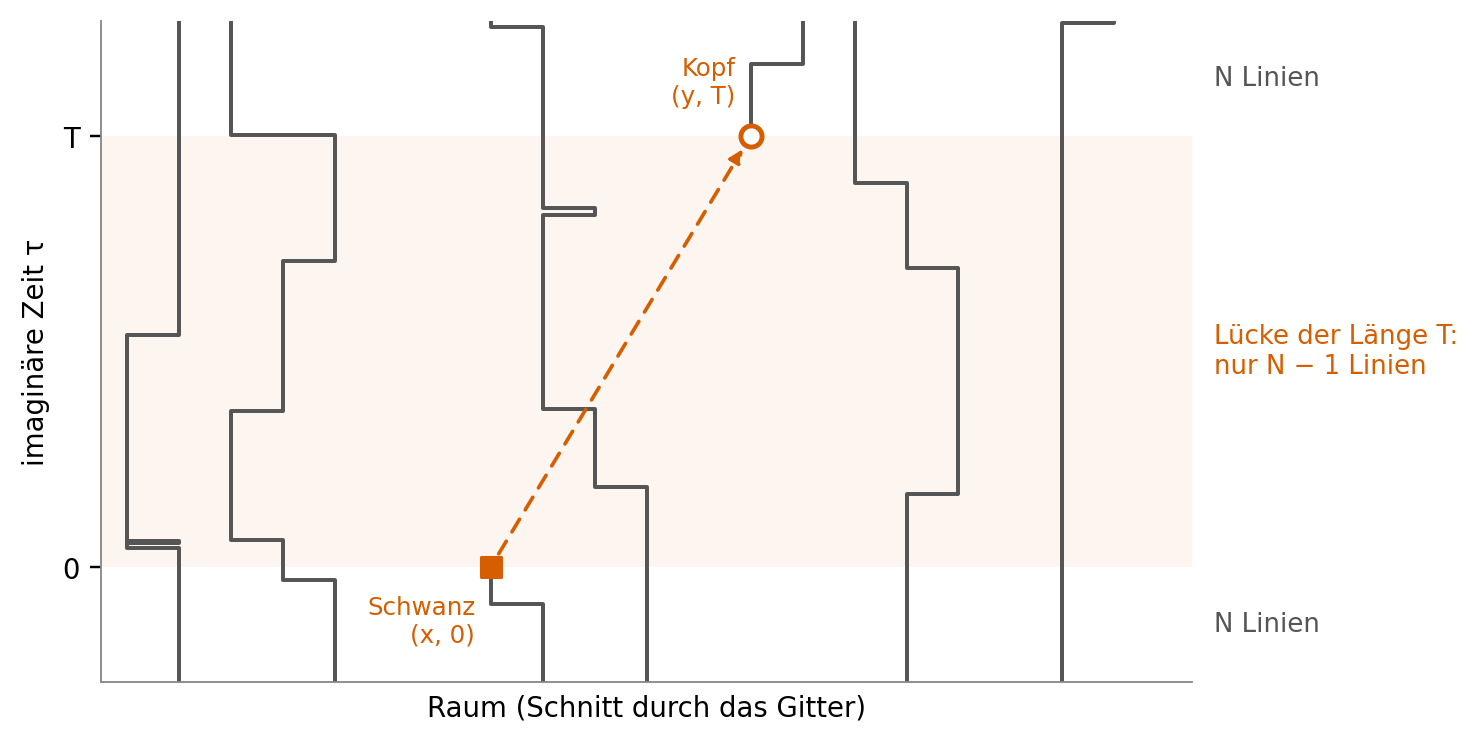 Kopf
(y, T)
N Linien
T
imaginäre Zeit τ
Lücke der Länge T:
nur N − 1 Linien
0
Schwanz
(x, 0)
N Linien
Raum (Schnitt durch das Gitter)